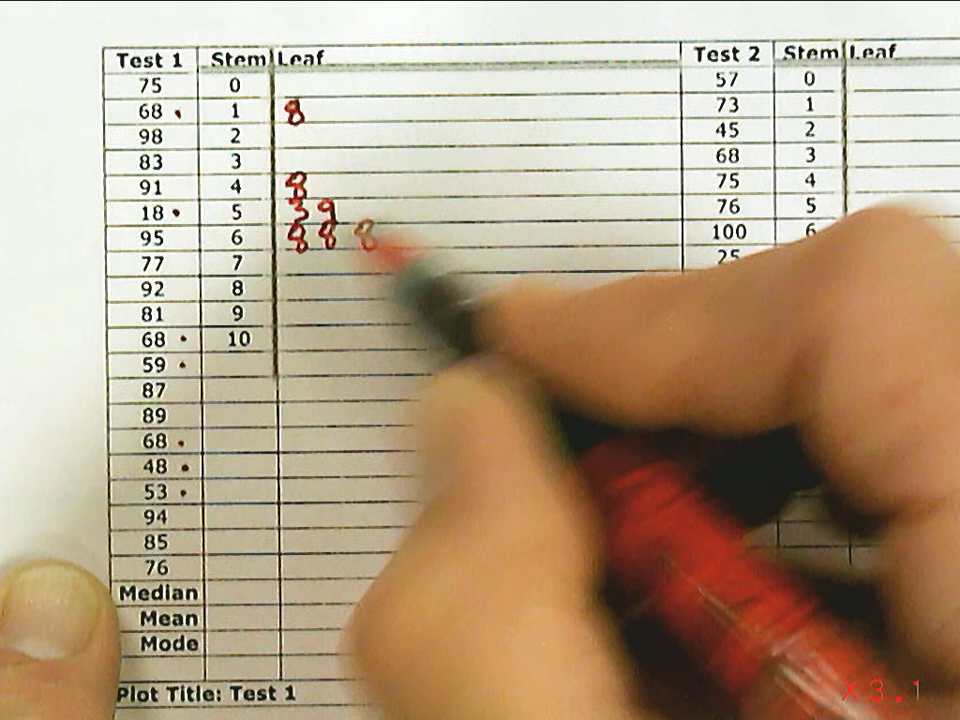 Test 1 Stem Leaf Test 2 Stem Leaf
75 0 57 0
68 1 8 73 1
98 2 45 2
83 3 68 3
91 4 8 75 4
18 5 3 9 76 5
95 6 8 8 8 100 6
77 7 25
92 8
81 9
68 10
59
87
89
68
48
53
94
85
76
Median
Mean
Mode
Plot Title: Test 1
x3.1